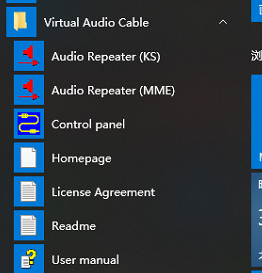 Virtual Audio Cable
Audio Repeater (KS)
Audio Repeater (MME)
Control panel
Homepage
License Agreement
Readme
User manual